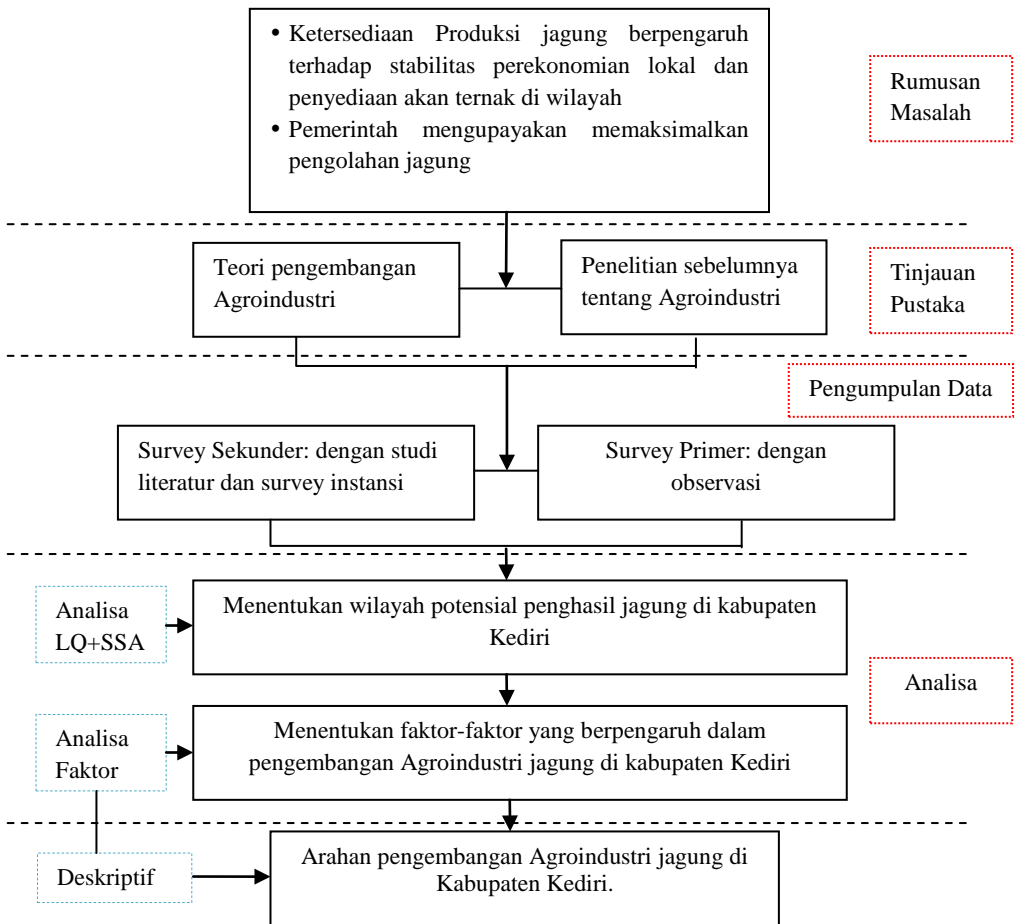 • Ketersediaan Produksi jagung berpengaruh
terhadap stabilitas perekonomian lokal dan
penyediaan akan ternak di wilayah
• Pemerintah mengupayakan memaksimalkan
pengolahan jagung
Rumusan
Masalah
Teori pengembangan
Agroindustri
Penelitian sebelumnya
tentang Agroindustri
Tinjauan
Pustaka
Pengumpulan Data
Survey Sekunder: dengan studi
literatur dan survey instansi
Survey Primer: dengan
observasi
Analisa
LQ+SSA
Menentukan wilayah potensial penghasil jagung di kabupaten
Kediri
Analisa
Analisa
Faktor
Menentukan faktor-faktor yang berpengaruh dalam
pengembangan Agroindustri jagung di kabupaten Kediri
Deskriptif
Arahan pengembangan Agroindustri jagung di
Kabupaten Kediri.